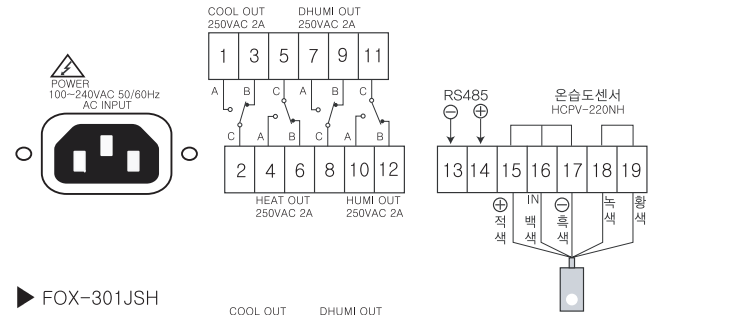 COOL OUT DHUMI OUT
250VAC 2A 250VAC 2A
1 3 5 7 9 11
POWER
100~240VAC 50/60Hz
AC INPUT
A B C A B C
C A B C A B
2 4 6 8 10 12
HEAT OUT HUMI OUT
250VAC 2A 250VAC 2A
RS485 온습도센서
HCPV-220NH
⊖ ⊕
13 14 15 16 17 18 19
⊕ IN ⊖
적색 백색 흑색 녹색 황색
▶ FOX-301JSH
COOL OUT DHUMI OUT